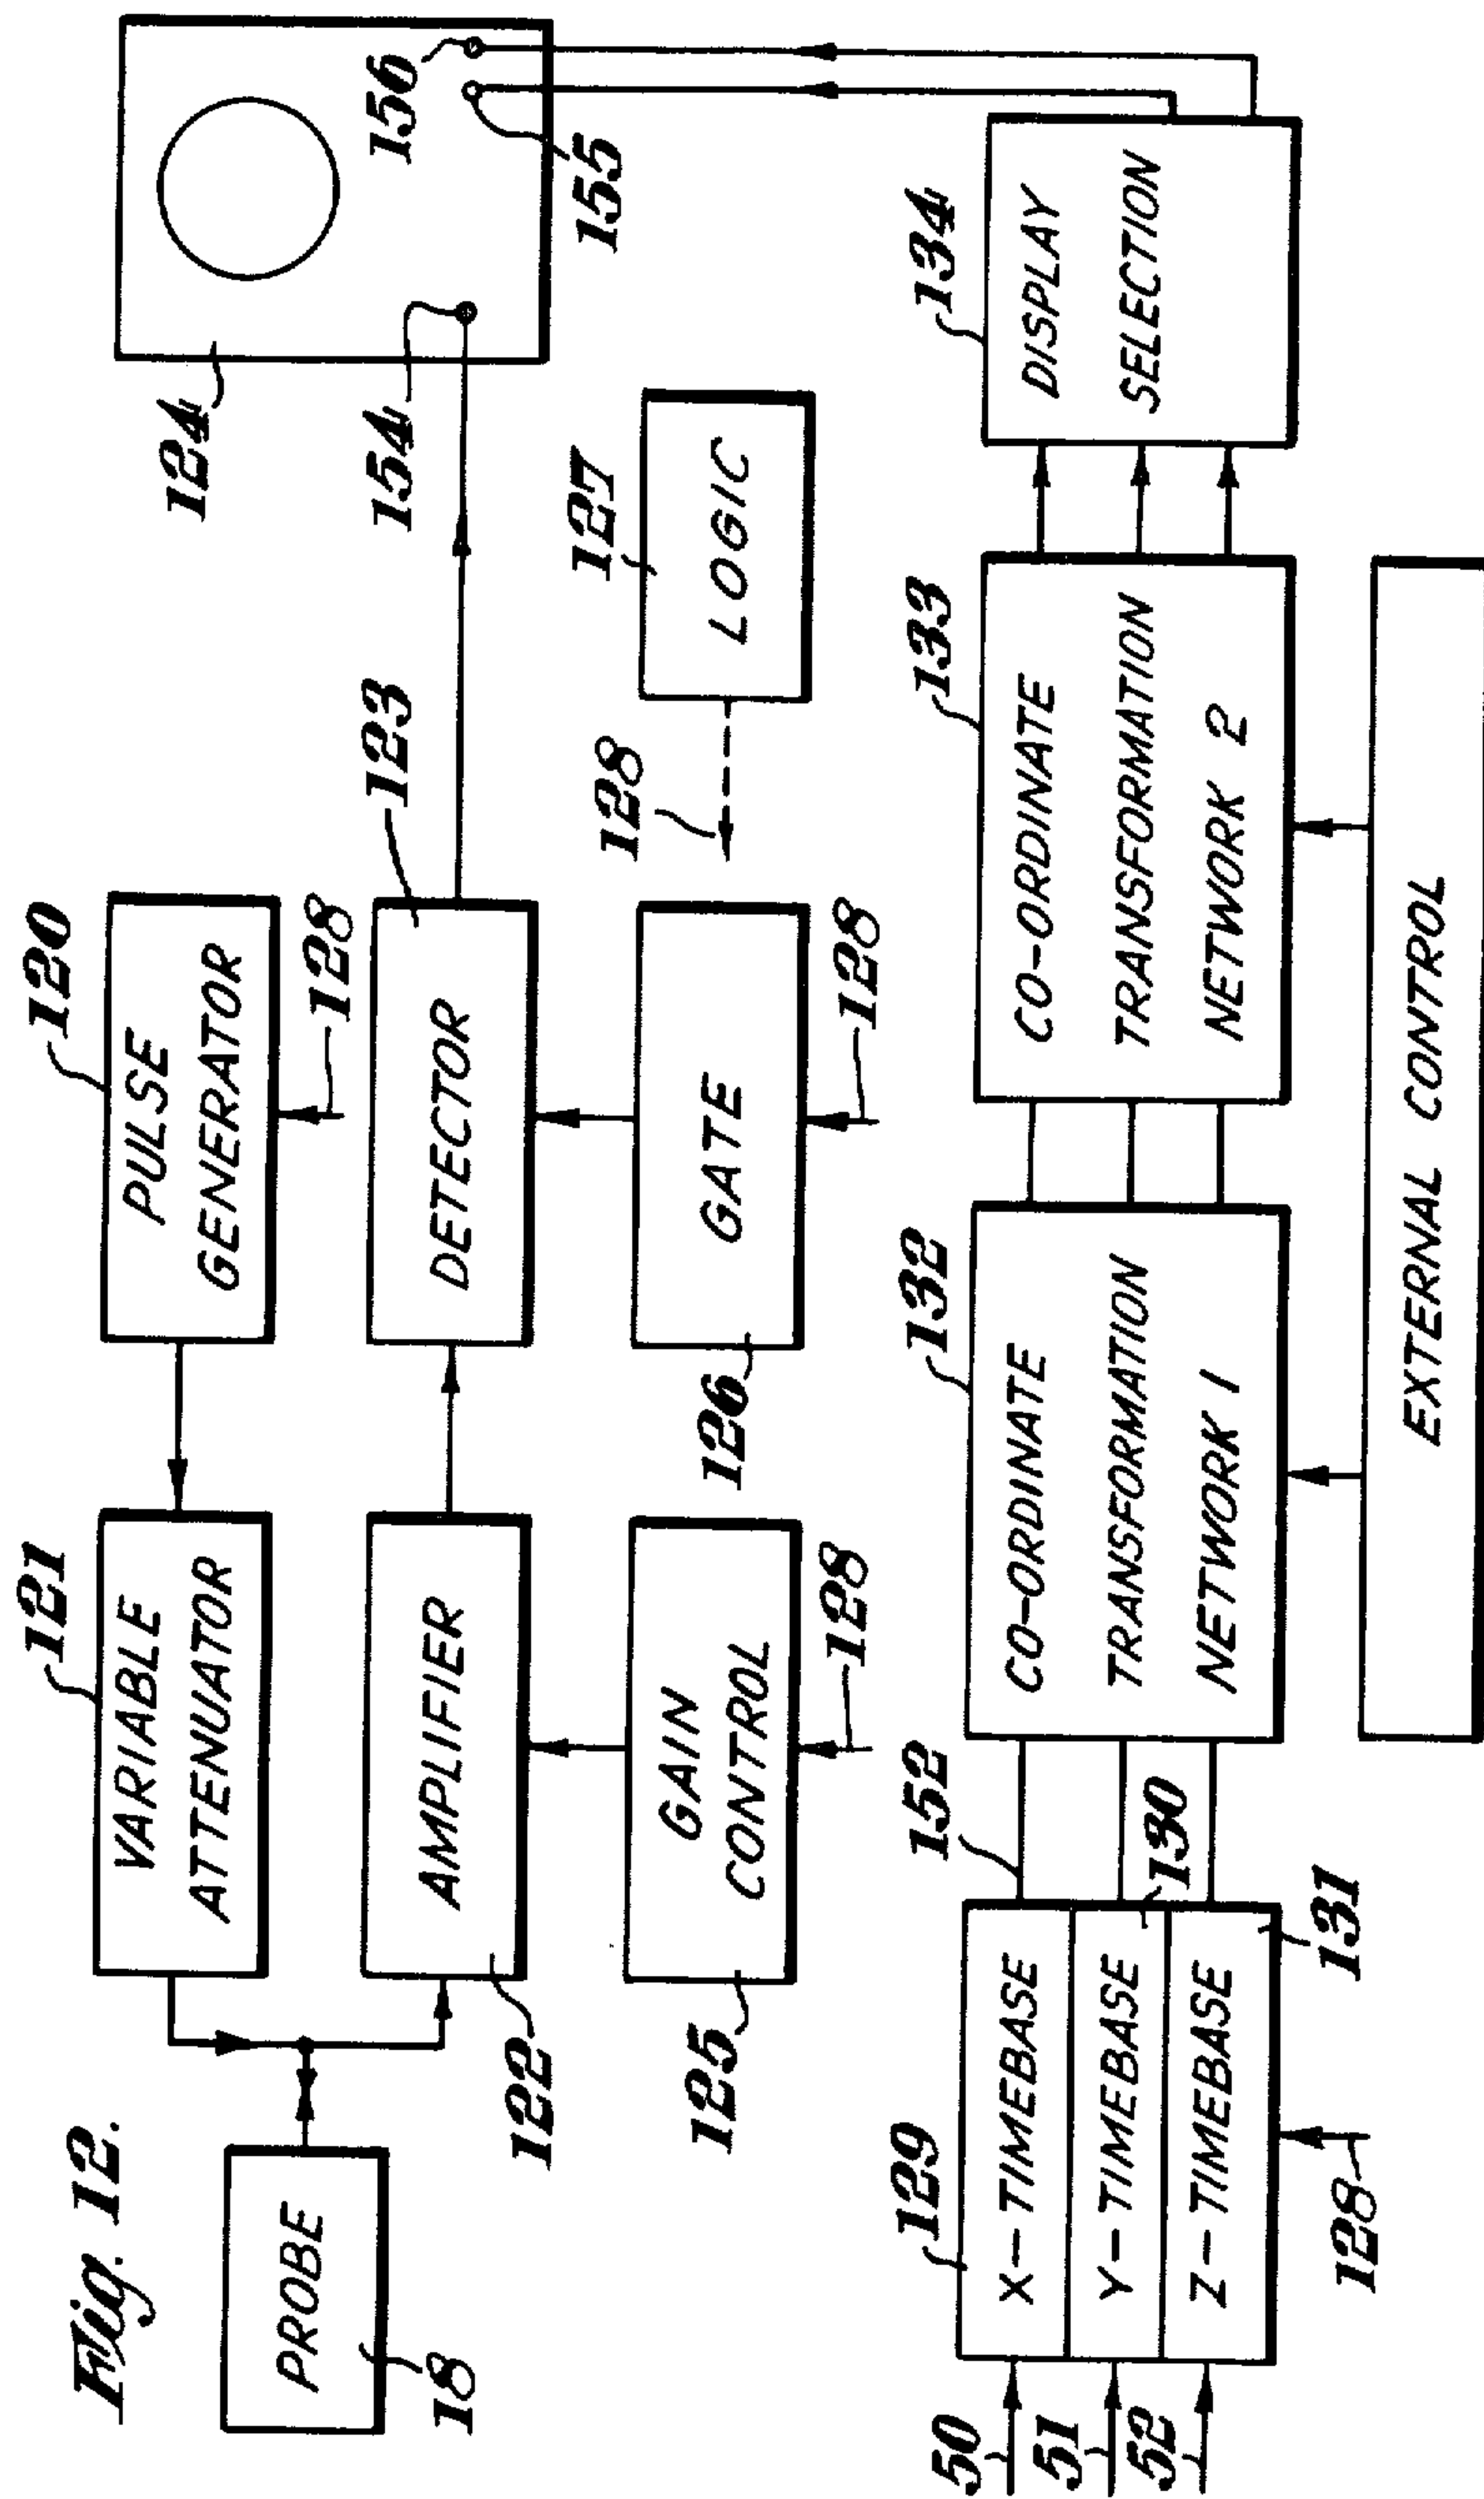 Fig. 12.
121
120
124
VARIABLE
ATTENUATOR
PULSE
GENERATOR
128
PROBE
18
123
154
156
AMPLIFIER
DETECTOR
122
155
127
128
GAIN
CONTROL
GATE
LOGIC
125
126
128
128
129
152
132
133
134
50
X-TIMEBASE
CO-ORDINATE
CO-ORDINATE
DISPLAY
51
Y-TIMEBASE
TRANSFORMATION
TRANSFORMATION
SELECTION
130
52
Z-TIMEBASE
NETWORK 1
NETWORK 2
131
128
EXTERNAL CONTROL